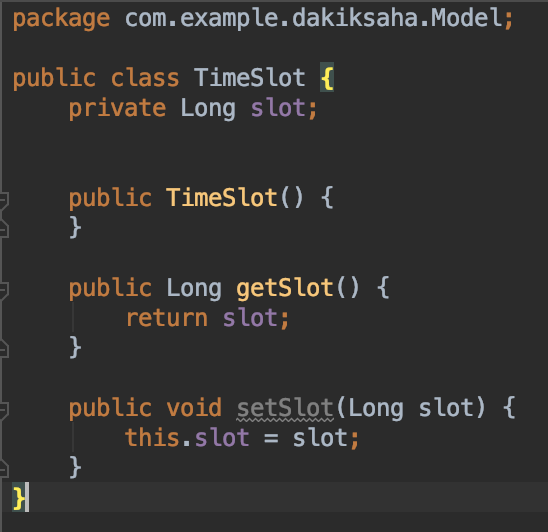 package com.example.dakiksaha.Model;
public class TimeSlot {
private Long slot;
public TimeSlot() {
}
public Long getSlot() {
return slot;
}
public void setSlot(Long slot) {
this.slot = slot;
}
}